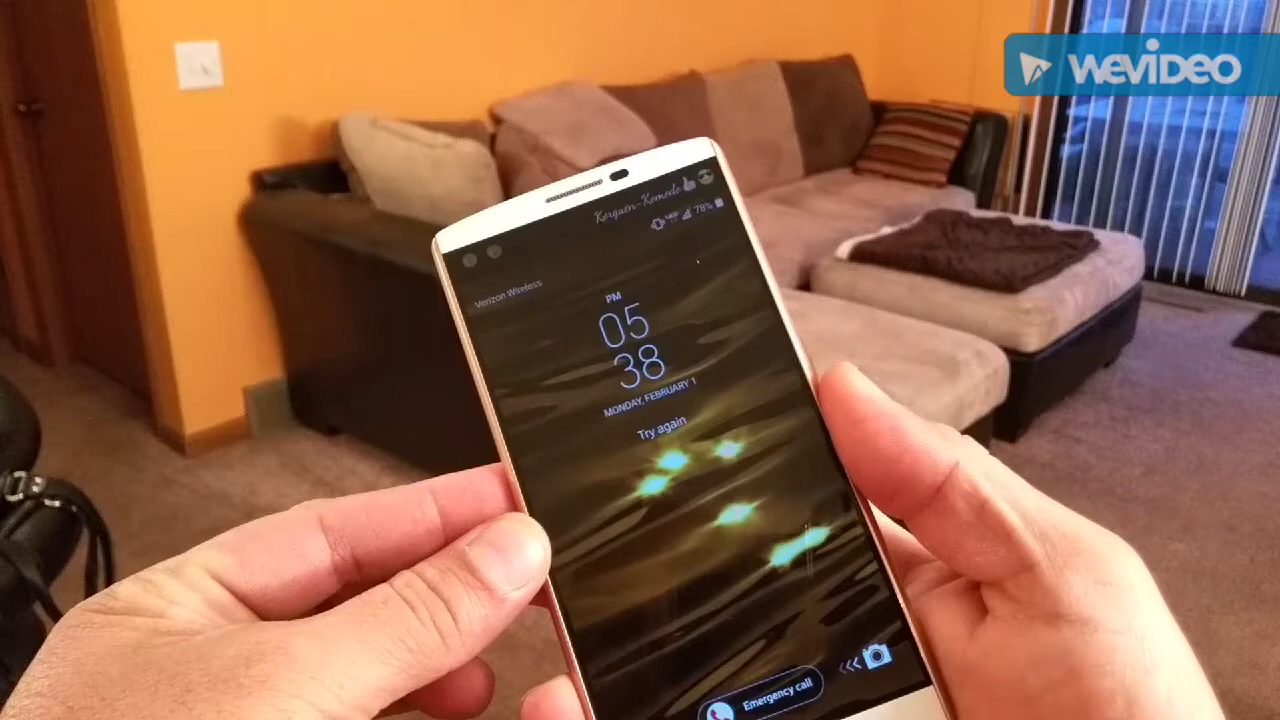 WEVIDEO
Kerguen-Komodo
78%
Verizon Wireless
PM
05
38
MONDAY, FEBRUARY 1
Try again
Emergency call